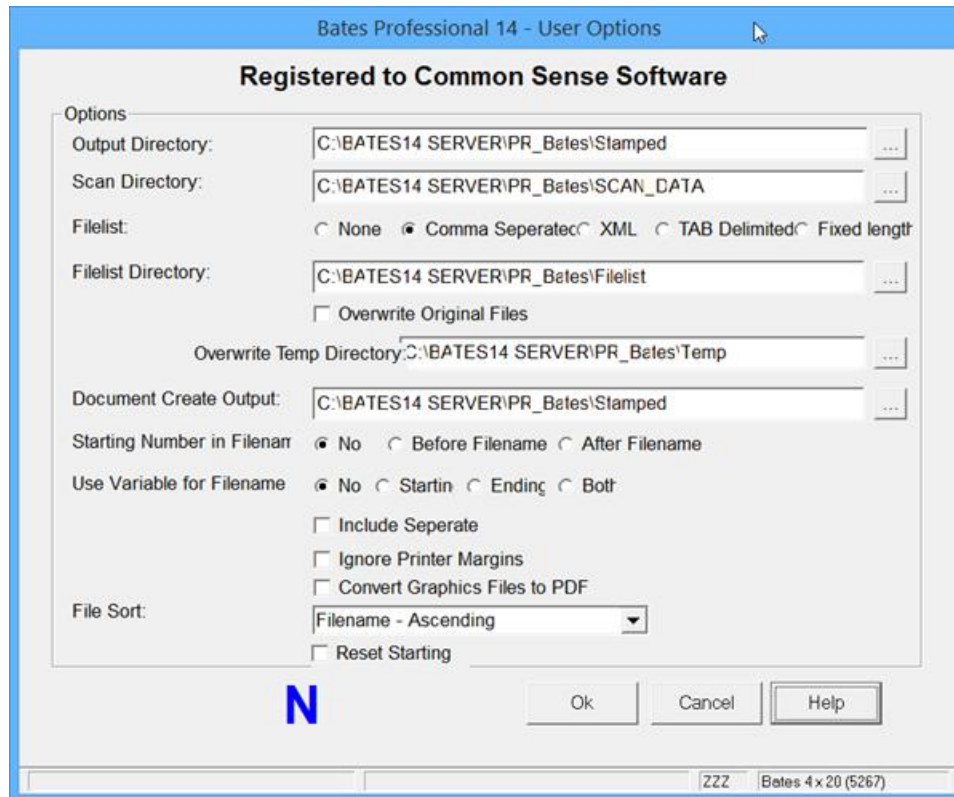 Bates Professional 14 - User Options
Registered to Common Sense Software
Options
Output Directory: C:\BATES14 SERVER\PR_Bates\Stamped ...
Scan Directory: C:\BATES14 SERVER\PR_Bates\SCAN_DATA ...
Filelist: None Comma Seperated XML TAB Delimited Fixed length
Filelist Directory: C:\BATES14 SERVER\PR_Bates\Filelist ...
Overwrite Original Files
Overwrite Temp Directory: C:\BATES14 SERVER\PR_Bates\Temp ...
Document Create Output: C:\BATES14 SERVER\PR_Bates\Stamped ...
Starting Number in Filenam No Before Filename After Filename
Use Variable for Filename No Startin Ending Both
Include Seperate
Ignore Printer Margins
Convert Graphics Files to PDF
File Sort: Filename - Ascending
Reset Starting
N Ok Cancel Help
ZZZ Bates 4 x 20 (5267)